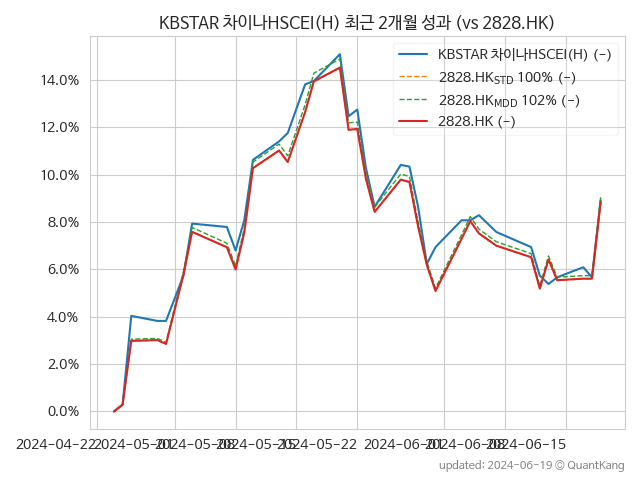 KBSTAR 차이나HSCEI(H) 최근 2개월 성과 (vs 2828.HK)
KBSTAR 차이나HSCEI(H) (-)
2828.HK_STD 100% (-)
2828.HK_MDD 102% (-)
2828.HK (-)
14.0%
12.0%
10.0%
8.0%
6.0%
4.0%
2.0%
0.0%
2024-04-22 2024-05-01 2024-05-08 2024-05-15 2024-05-22 2024-06-01 2024-06-08 2024-06-15
updated: 2024-06-19 © QuantKang